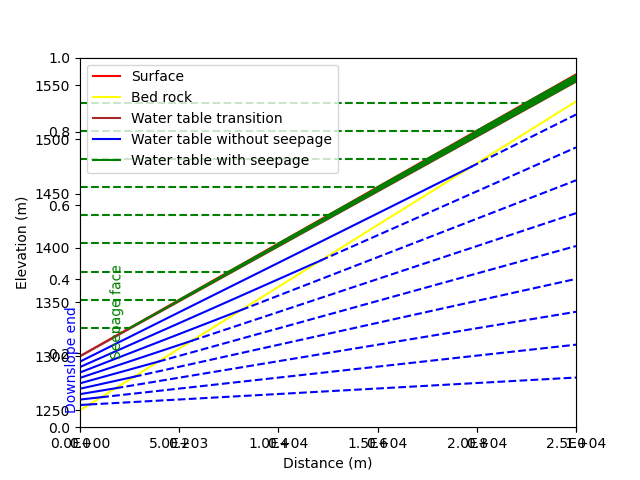 1.0
Surface
Bed rock
Water table transition
Water table without seepage
Water table with seepage
1550
0.8
1500
1450
0.6
1400
0.4
1350
1300
1250
0.0
Elevation (m)
Downslope end
Seepage face
0.0E+00 5.0E+03 1.0E+04 1.5E+04 2.0E+04 2.5E+04
Distance (m)